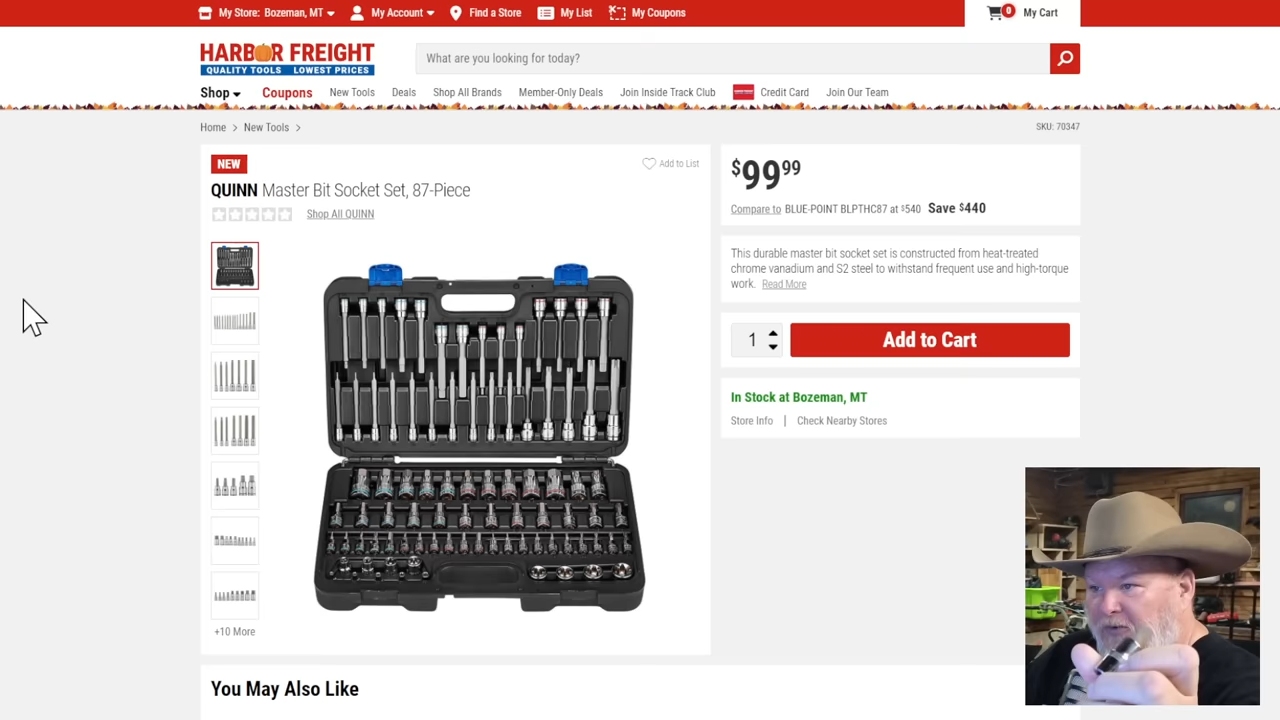 My Store: Bozeman, MT
My Account
Find a Store
My List
My Coupons
0
My Cart
HARBOR FREIGHT
QUALITY TOOLS LOWEST PRICES
What are you looking for today?
Shop
Coupons
New Tools
Deals
Shop All Brands
Member-Only Deals
Join Inside Track Club
Credit Card
Join Our Team
Home > New Tools >
SKU: 70347
NEW
Add to List
QUINN Master Bit Socket Set, 87-Piece
Shop All QUINN
+10 More
$99 99
Compare to BLUE-POINT BLPTHC87 at $540 Save $440
This durable master bit socket set is constructed from heat-treated
chrome vanadium and S2 steel to withstand frequent use and high-torque
work. Read More
1
Add to Cart
In Stock at Bozeman, MT
Store Info | Check Nearby Stores
You May Also Like